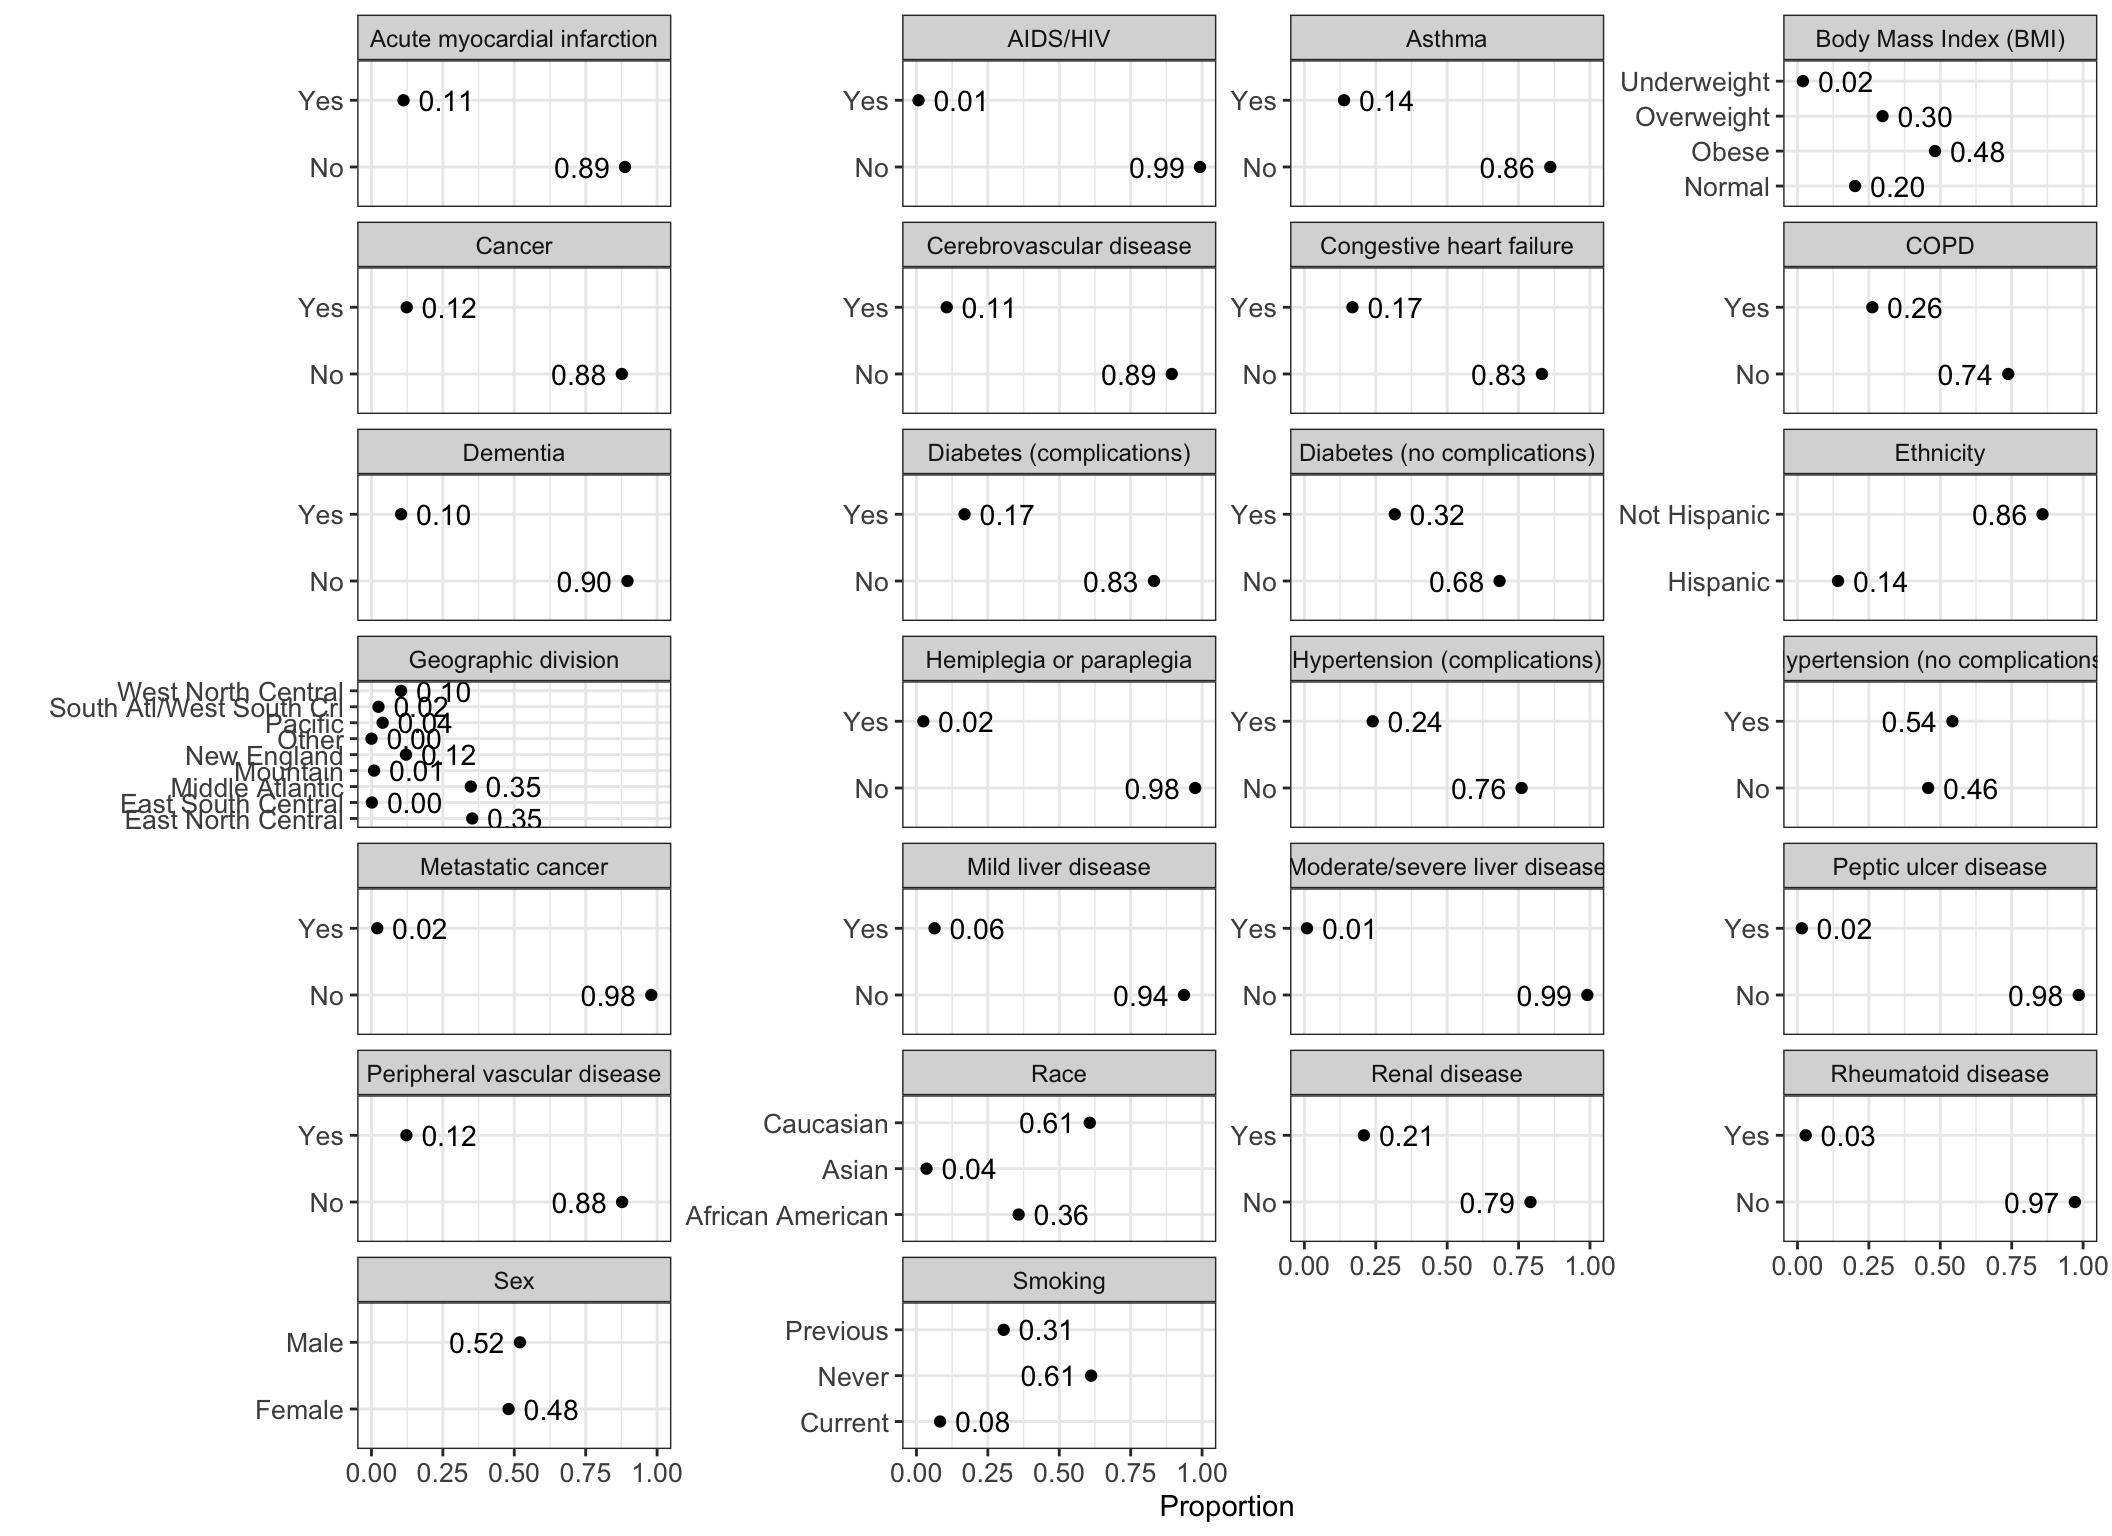 Acute myocardial infarction
Yes 0.11
No 0.89
AIDS/HIV
Yes 0.01
No 0.99
Asthma
Yes 0.14
No 0.86
Body Mass Index (BMI)
Underweight 0.02
Overweight 0.30
Obese 0.48
Normal 0.20
Cancer
Yes 0.12
No 0.88
Cerebrovascular disease
Yes 0.11
No 0.89
Congestive heart failure
Yes 0.17
No 0.83
COPD
Yes 0.26
No 0.74
Dementia
Yes 0.10
No 0.90
Diabetes (complications)
Yes 0.17
No 0.83
Diabetes (no complications)
Yes 0.32
No 0.68
Ethnicity
Not Hispanic 0.86
Hispanic 0.14
Geographic division
West North Central 0.10
South Atl/West South Crl 0.02
Pacific 0.04
Other 0.00
New England 0.12
Mountain 0.01
Middle Atlantic 0.35
East South Central 0.00
East North Central 0.35
Hemiplegia or paraplegia
Yes 0.02
No 0.98
Hypertension (complications)
Yes 0.24
No 0.76
ypertension (no complications
Yes 0.54
No 0.46
Metastatic cancer
Yes 0.02
No 0.98
Mild liver disease
Yes 0.06
No 0.94
Moderate/severe liver disease
Yes 0.01
No 0.99
Peptic ulcer disease
Yes 0.02
No 0.98
Peripheral vascular disease
Yes 0.12
No 0.88
Race
Caucasian 0.61
Asian 0.04
African American 0.36
Renal disease
Yes 0.21
No 0.79
0.00 0.25 0.50 0.75 1.00
Rheumatoid disease
Yes 0.03
No 0.97
0.00 0.25 0.50 0.75 1.00
Sex
Male 0.52
Female 0.48
0.00 0.25 0.50 0.75 1.00
Smoking
Previous 0.31
Never 0.61
Current 0.08
0.00 0.25 0.50 0.75 1.00
Proportion